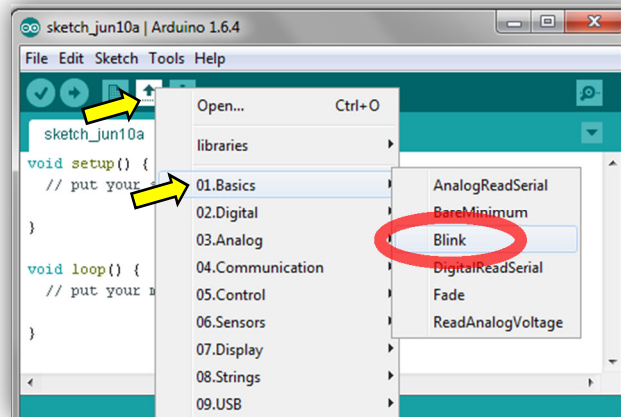 sketch_jun10a | Arduino 1.6.4
File Edit Sketch Tools Help
Open... Ctrl+O
libraries
sketch_jun10a
void setup() {
// put your
}
void loop() {
// put your
}
01.Basics
02.Digital
03.Analog
04.Communication
05.Control
06.Sensors
07.Display
08.Strings
09.USB
AnalogReadSerial
BareMinimum
Blink
DigitalReadSerial
Fade
ReadAnalogVoltage